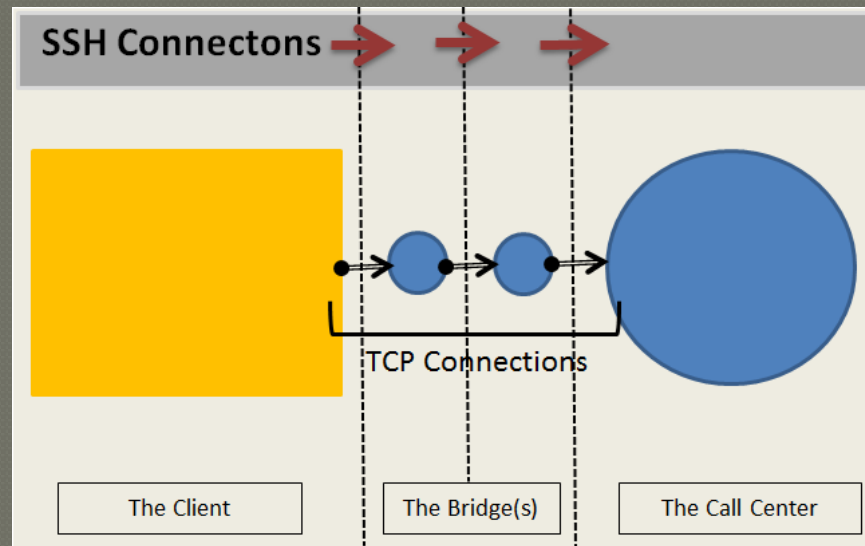 SSH Connectons
TCP Connections
The Client
The Bridge(s)
The Call Center